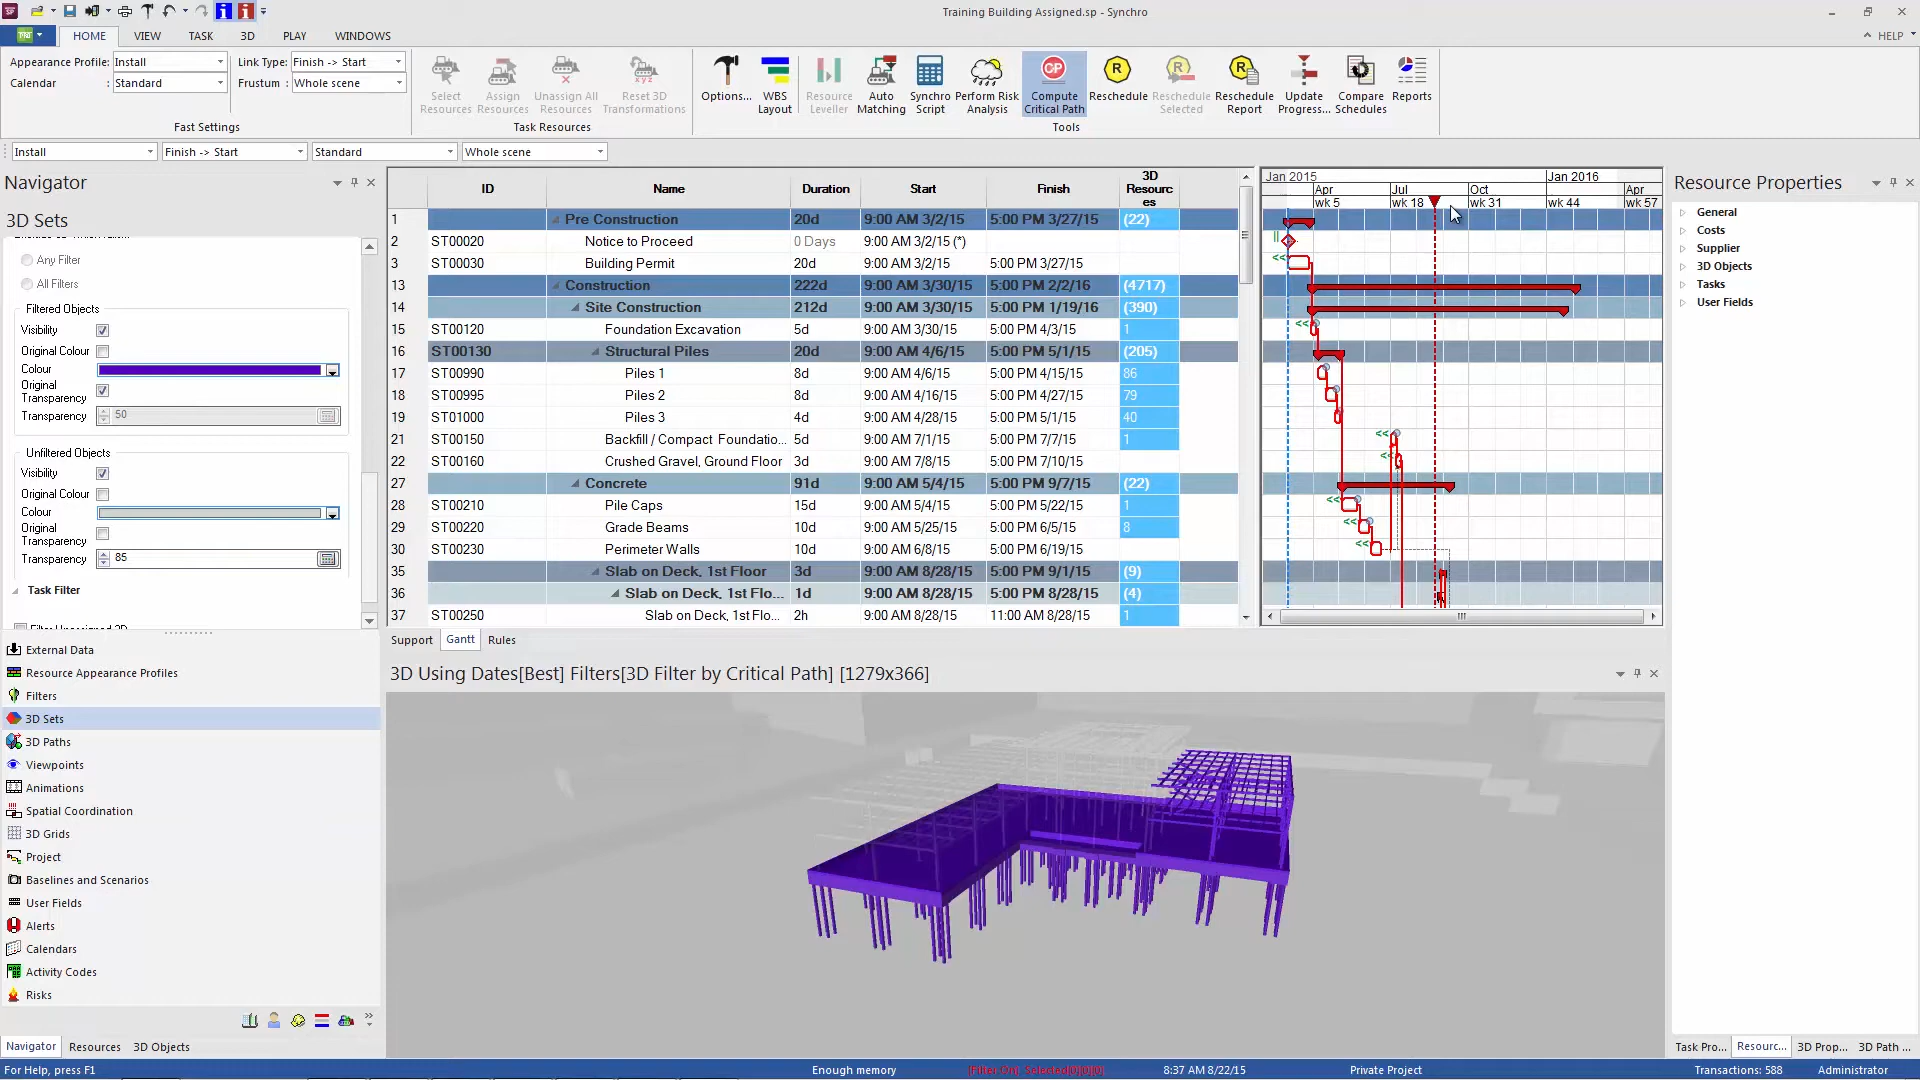 Training Building Assigned.sp - Synchro
HOME VIEW TASK 3D PLAY WINDOWS HELP
Appearance Profile: Install Link Type: Finish -> Start
Calendar Standard Frustum : Whole scene
Fast Settings
Select Resources
Assign Resources
Unassign All Resources
Reset 3D Transformations
Task Resources
Options...
WBS Layout
Resource Leveller
Auto Matching
Synchro Script
Perform Risk Analysis
CP Compute Critical Path
R Reschedule
R Reschedule Selected
R Reschedule Report
Update Progress...
Compare Schedules
Reports
Tools
Install Finish -> Start Standard Whole scene
Navigator
3D Sets
Any Filter
All Filters
Filtered Objects
Visibility
Original Colour
Colour
Original Transparency
Transparency 50
Unfiltered Objects
Visibility
Original Colour
Colour
Original Transparency
Transparency 85
Task Filter
External Data
Resource Appearance Profiles
Filters
3D Sets
3D Paths
Viewpoints
Animations
Spatial Coordination
3D Grids
Project
Baselines and Scenarios
User Fields
Alerts
Calendars
Activity Codes
Risks
Navigator Resources 3D Objects
ID Name Duration Start Finish 3D Resources
1 Pre Construction 20d 9:00 AM 3/2/15 5:00 PM 3/27/15 (22)
2 ST00020 Notice to Proceed 0 Days 9:00 AM 3/2/15 (*)
3 ST00030 Building Permit 20d 9:00 AM 3/2/15 5:00 PM 3/27/15
13 Construction 222d 9:00 AM 3/30/15 5:00 PM 2/2/16 (4717)
14 Site Construction 212d 9:00 AM 3/30/15 5:00 PM 1/19/16 (390)
15 ST00120 Foundation Excavation 5d 9:00 AM 3/30/15 5:00 PM 4/3/15 1
16 ST00130 Structural Piles 20d 9:00 AM 4/6/15 5:00 PM 5/1/15 (205)
17 ST00990 Piles 1 8d 9:00 AM 4/6/15 5:00 PM 4/15/15 86
18 ST00995 Piles 2 8d 9:00 AM 4/16/15 5:00 PM 4/27/15 79
19 ST01000 Piles 3 4d 9:00 AM 4/28/15 5:00 PM 5/1/15 40
21 ST00150 Backfill / Compact Foundatio... 5d 9:00 AM 7/1/15 5:00 PM 7/7/15 1
22 ST00160 Crushed Gravel, Ground Floor 3d 9:00 AM 7/8/15 5:00 PM 7/10/15
27 Concrete 91d 9:00 AM 5/4/15 5:00 PM 9/7/15 (22)
28 ST00210 Pile Caps 15d 9:00 AM 5/4/15 5:00 PM 5/22/15 1
29 ST00220 Grade Beams 10d 9:00 AM 5/25/15 5:00 PM 6/5/15 8
30 ST00230 Perimeter Walls 10d 9:00 AM 6/8/15 5:00 PM 6/19/15
35 Slab on Deck, 1st Floor 3d 9:00 AM 8/28/15 5:00 PM 9/1/15 (9)
36 Slab on Deck, 1st Flo... 1d 9:00 AM 8/28/15 5:00 PM 8/28/15 (4)
37 ST00250 Slab on Deck, 1st Flo... 2h 9:00 AM 8/28/15 11:00 AM 8/28/15 1
Support Gantt Rules
Jan 2015 Jan 2016
Apr Jul Oct Apr
wk 5 wk 18 wk 31 wk 44 wk 57
3D Using Dates[Best] Filters[3D Filter by Critical Path] [1279x366]
Resource Properties
General
Costs
Supplier
3D Objects
Tasks
User Fields
Task Pro... Resourc... 3D Prop... 3D Path ...
For Help, press F1 Enough memory [Filter On] Selected[0][0][0] 8:37 AM 8/22/15 Private Project Transactions: 588 Administrator